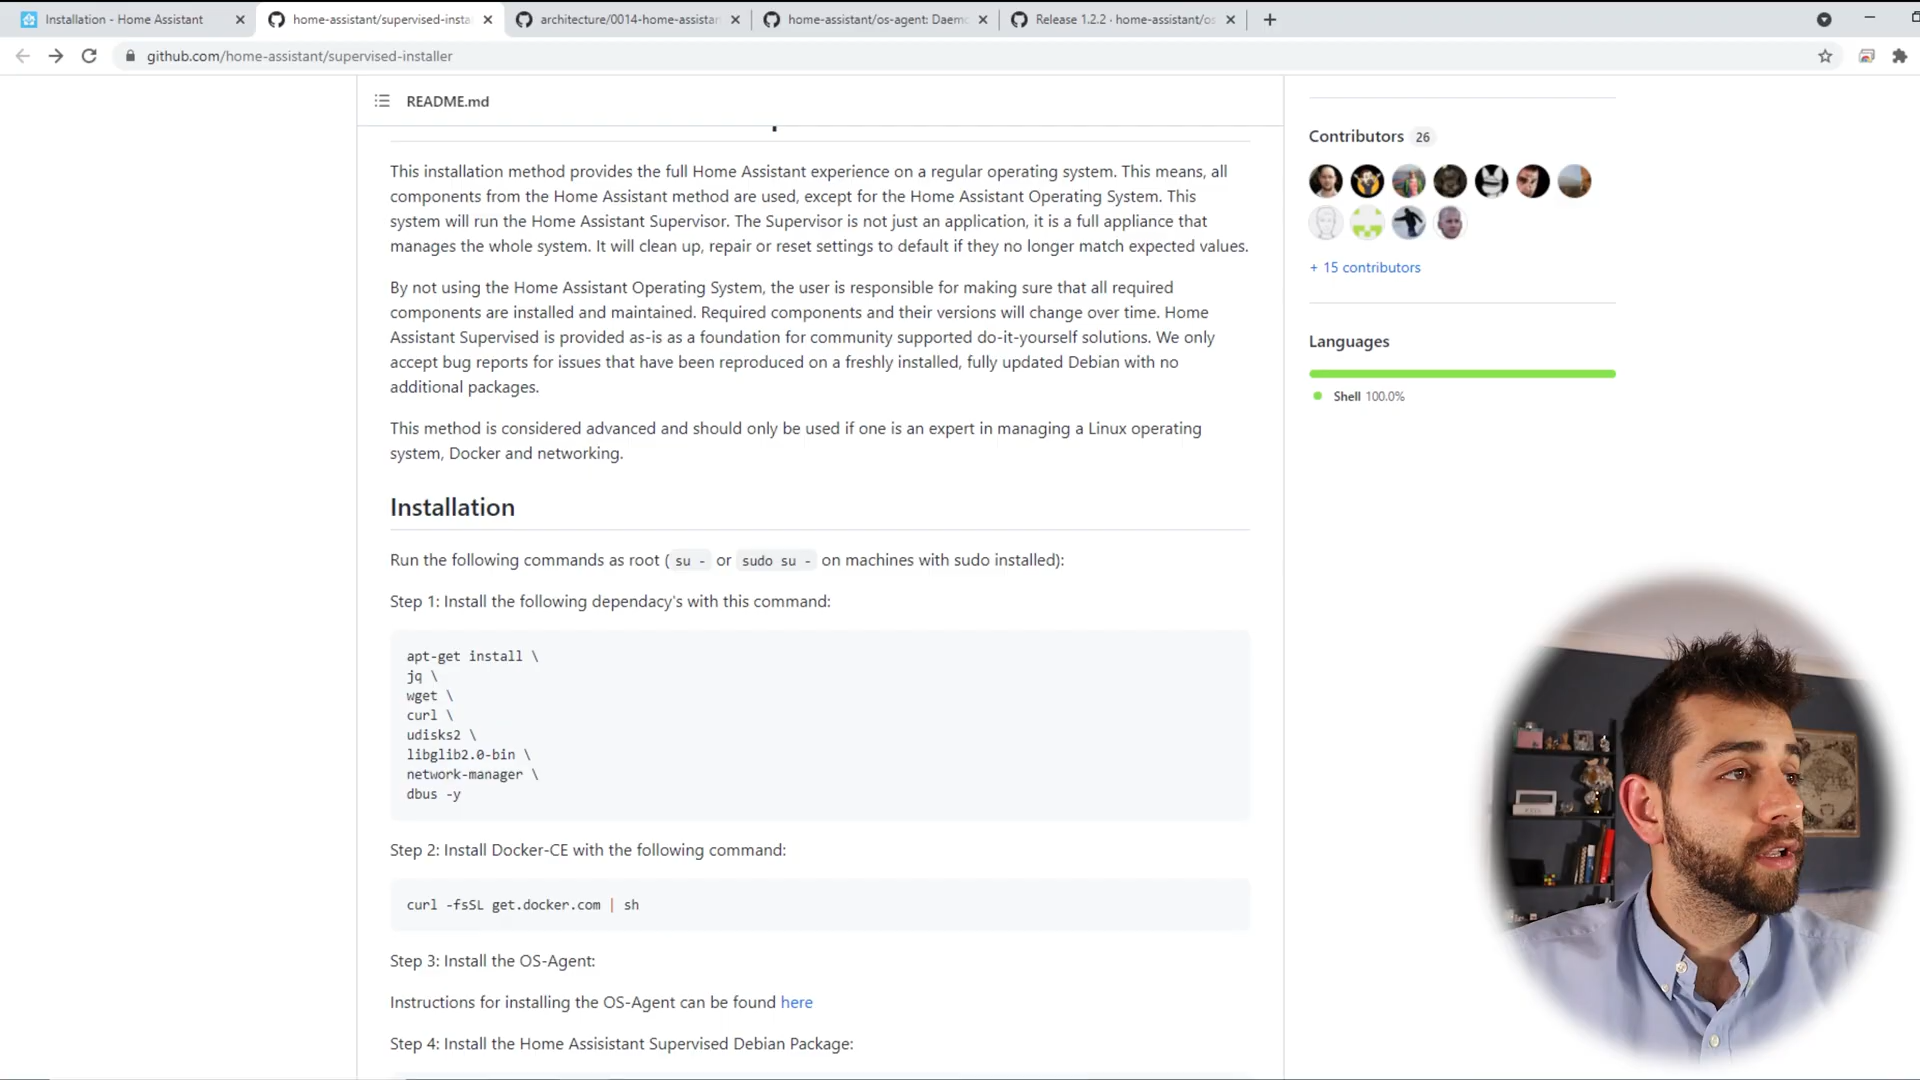 Installation - Home Assistant
home-assistant/supervised-insta
architecture/0014-home-assistan
home-assistant/os-agent: Daemo
Release 1.2.2 · home-assistant/os
github.com/home-assistant/supervised-installer
README.md
This installation method provides the full Home Assistant experience on a regular operating system. This means, all
components from the Home Assistant method are used, except for the Home Assistant Operating System. This
system will run the Home Assistant Supervisor. The Supervisor is not just an application, it is a full appliance that
manages the whole system. It will clean up, repair or reset settings to default if they no longer match expected values.
By not using the Home Assistant Operating System, the user is responsible for making sure that all required
components are installed and maintained. Required components and their versions will change over time. Home
Assistant Supervised is provided as-is as a foundation for community supported do-it-yourself solutions. We only
accept bug reports for issues that have been reproduced on a freshly installed, fully updated Debian with no
additional packages.
This method is considered advanced and should only be used if one is an expert in managing a Linux operating
system, Docker and networking.
Installation
Run the following commands as root ( su - or sudo su - on machines with sudo installed):
Step 1: Install the following dependacy's with this command:
apt-get install \
jq \
wget \
curl \
udisks2 \
libglib2.0-bin \
network-manager \
dbus -y
Step 2: Install Docker-CE with the following command:
curl -fsSL get.docker.com | sh
Step 3: Install the OS-Agent:
Instructions for installing the OS-Agent can be found here
Step 4: Install the Home Assisistant Supervised Debian Package:
Contributors 26
+ 15 contributors
Languages
Shell 100.0%